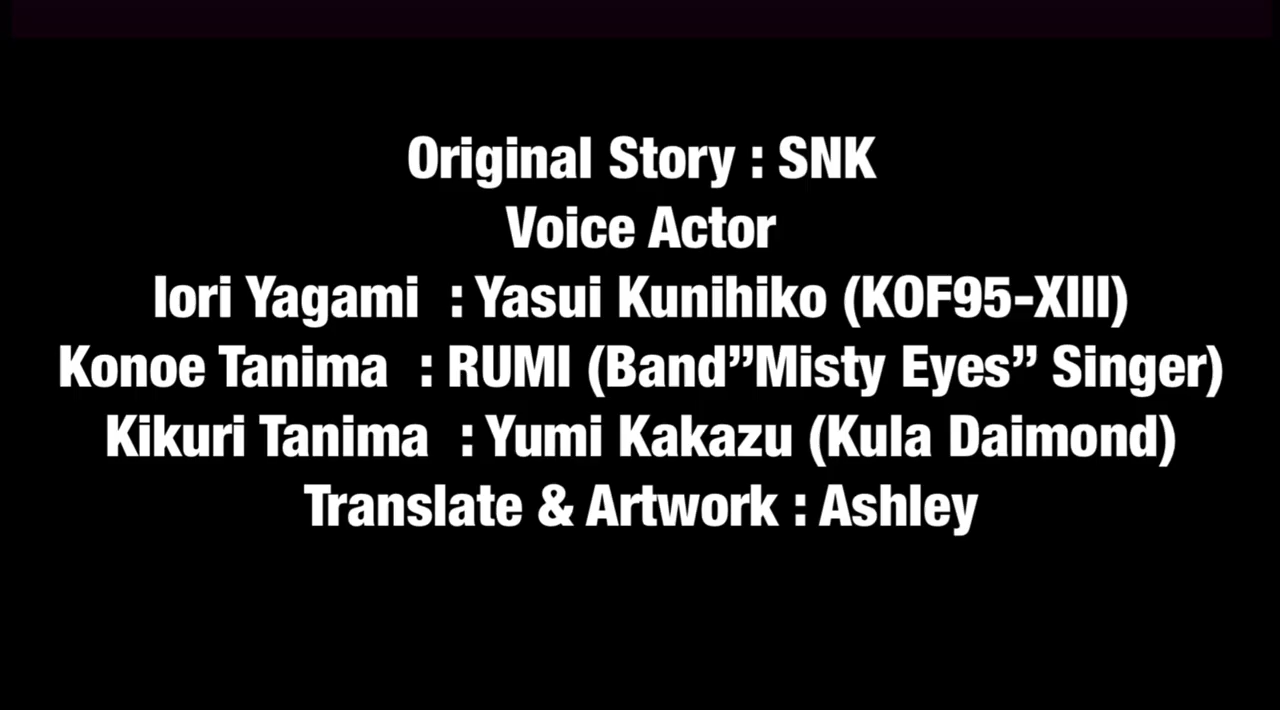 Original Story : SNK
Voice Actor
Iori Yagami : Yasui Kunihiko (KOF95-XIII)
Konoe Tanima : RUMI (Band”Misty Eyes” Singer)
Kikuri Tanima : Yumi Kakazu (Kula Daimond)
Translate & Artwork : Ashley